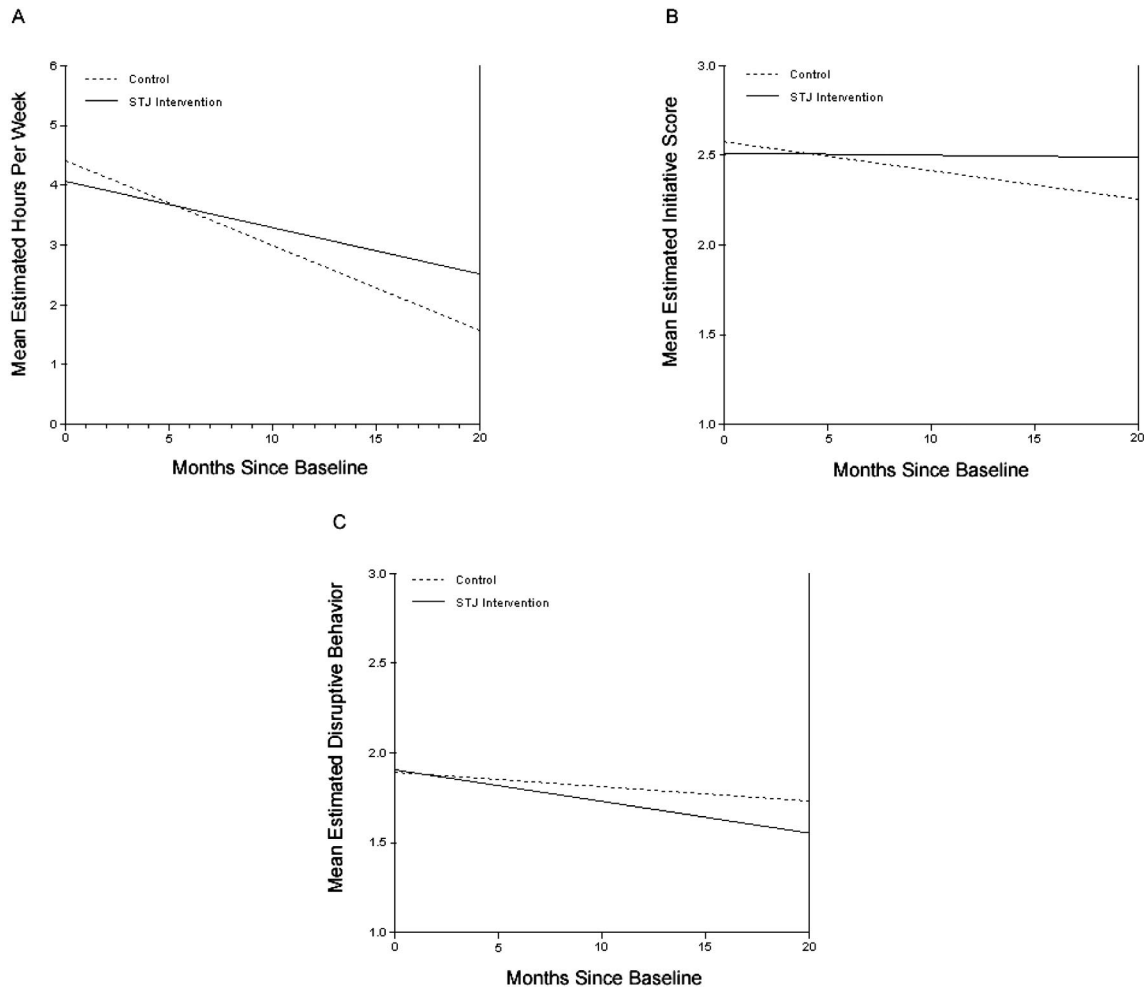 A
Control
STJ Intervention
Mean Estimated Hours Per Week
6
5
4
3
2
1
0
0 5 10 15 20
Months Since Baseline
B
Control
STJ Intervention
Mean Estimated Initiative Score
3.0
2.5
2.0
1.5
1.0
0 5 10 15 20
Months Since Baseline
C
Control
STJ Intervention
Mean Estimated Disruptive Behavior
3.0
2.5
2.0
1.5
1.0
0 5 10 15 20
Months Since Baseline